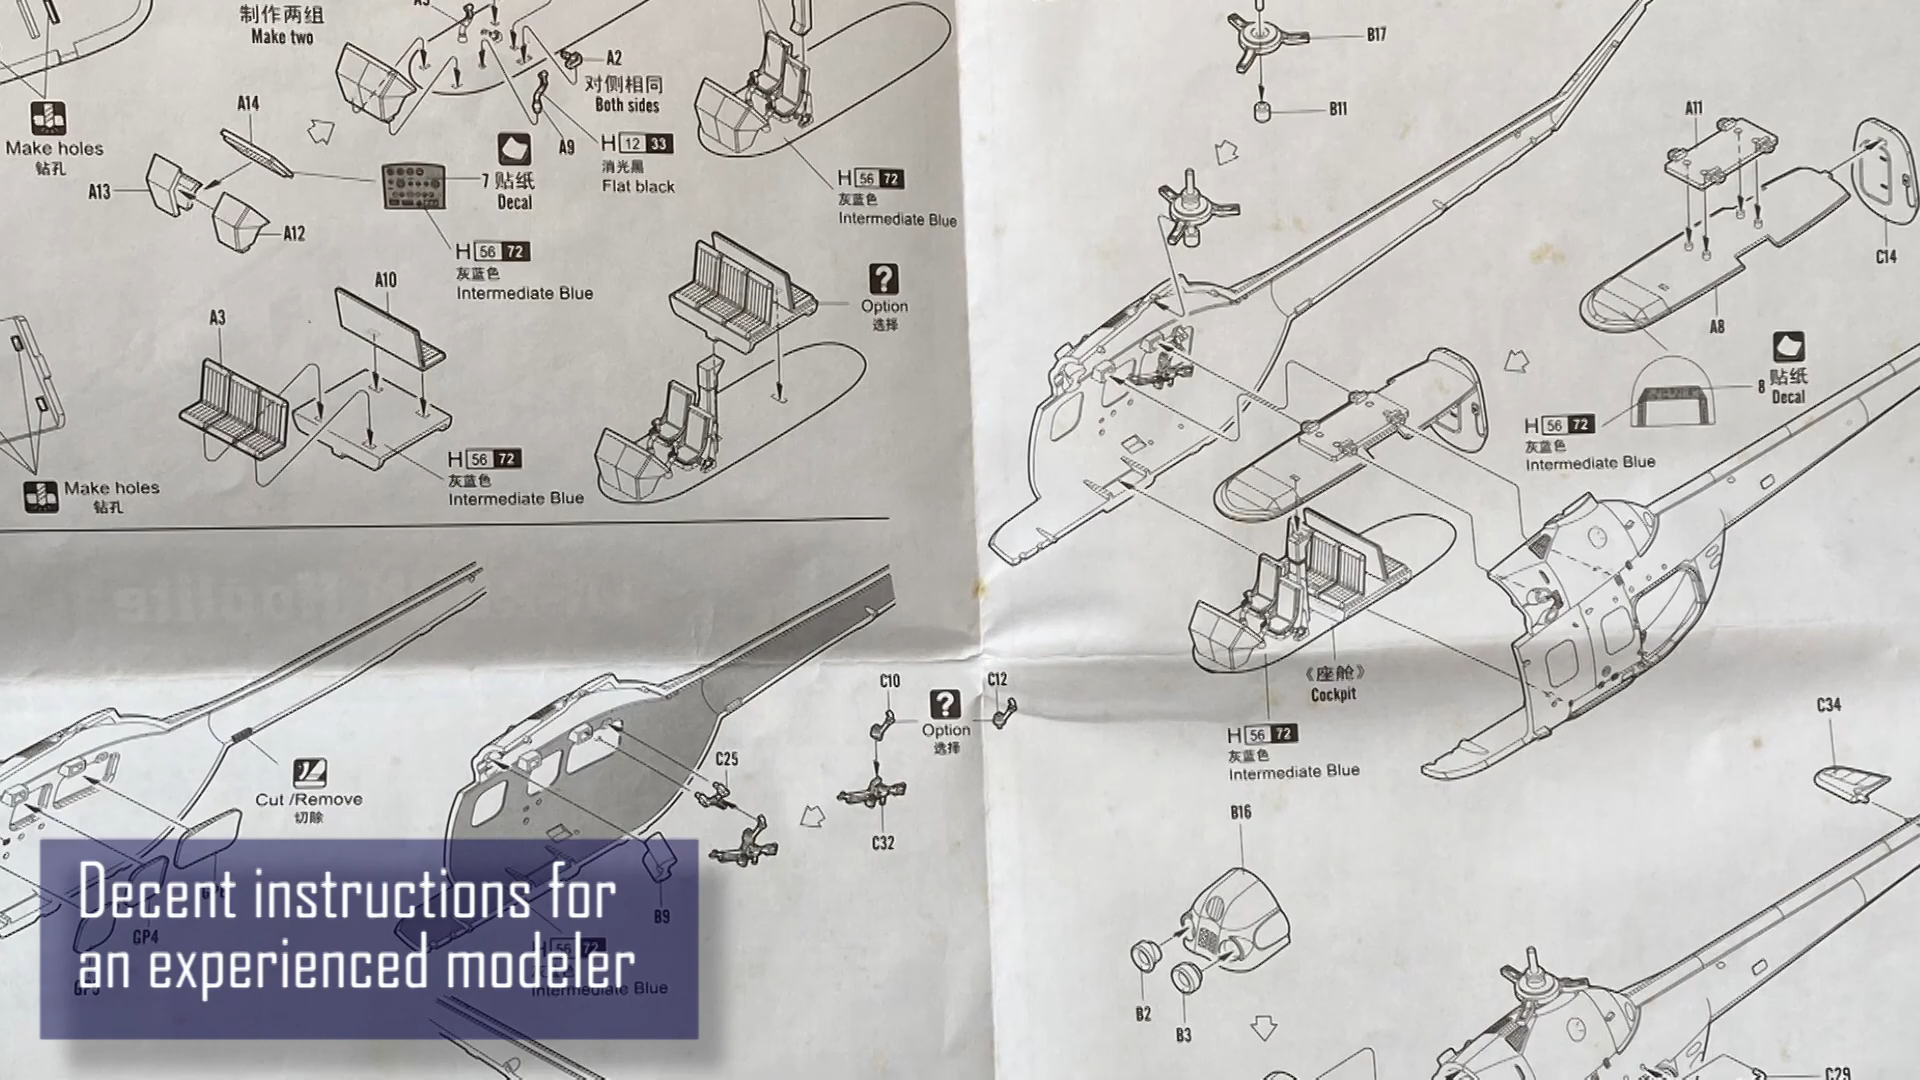 制作两组
Make two
A14
A13
A12
Make holes
钻孔
7 贴纸
Decal
H 56 72
灰蓝色
Intermediate Blue
A2
对侧相同
Both sides
A9
H 12 33
消光黑
Flat black
H 56 72
灰蓝色
Intermediate Blue
A10
A3
H 56 72
灰蓝色
Intermediate Blue
?
Option
选择
Make holes
钻孔
B17
B11
A11
C14
A8
8 贴纸
Decal
H 56 72
灰蓝色
Intermediate Blue
《座舱》
Cockpit
H 56 72
灰蓝色
Intermediate Blue
Cut /Remove
切除
C25
C10
?
Option
选择
C12
C32
B9
GP4
H 56 72
Intermediate Blue
C34
B16
B2
B3
C29
Decent instructions for
an experienced modeler